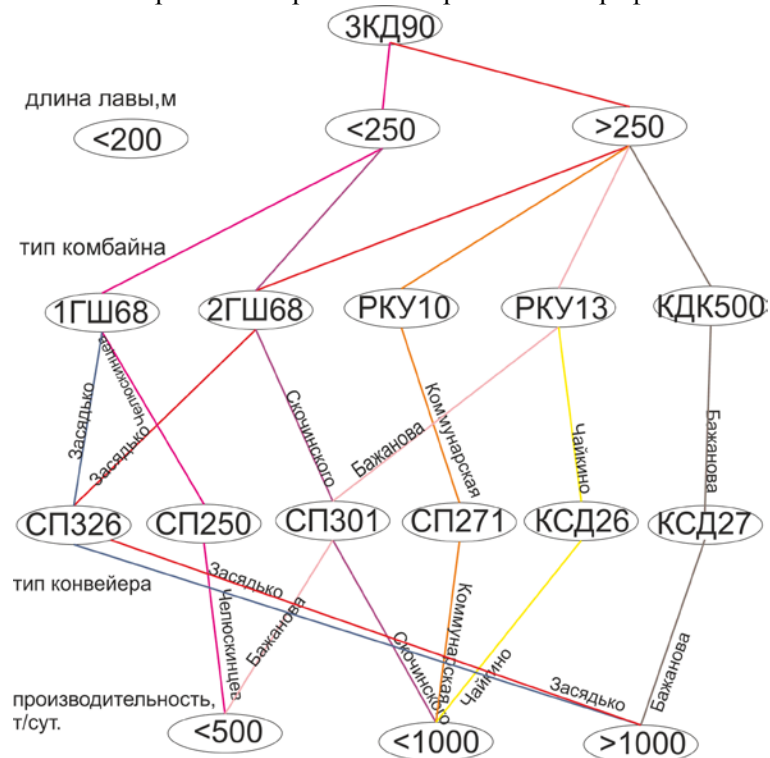 3КД90
длина лавы,м
<200
<250
>250
тип комбайна
1ГШ68
2ГШ68
РКУ10
РКУ13
КДК500
Засядько
Челюскинцев
Засядько
Скочинского
Бажанова
Коммунарская
Чайкино
Бажанова
СП326
СП250
СП301
СП271
КСД26
КСД27
тип конвейера
Засядько
Челюскинцев
Бажанова
Скочинского
Коммунарская
Чайкино
Засядько
Бажанова
производительность,
т/сут.
<500
<1000
>1000